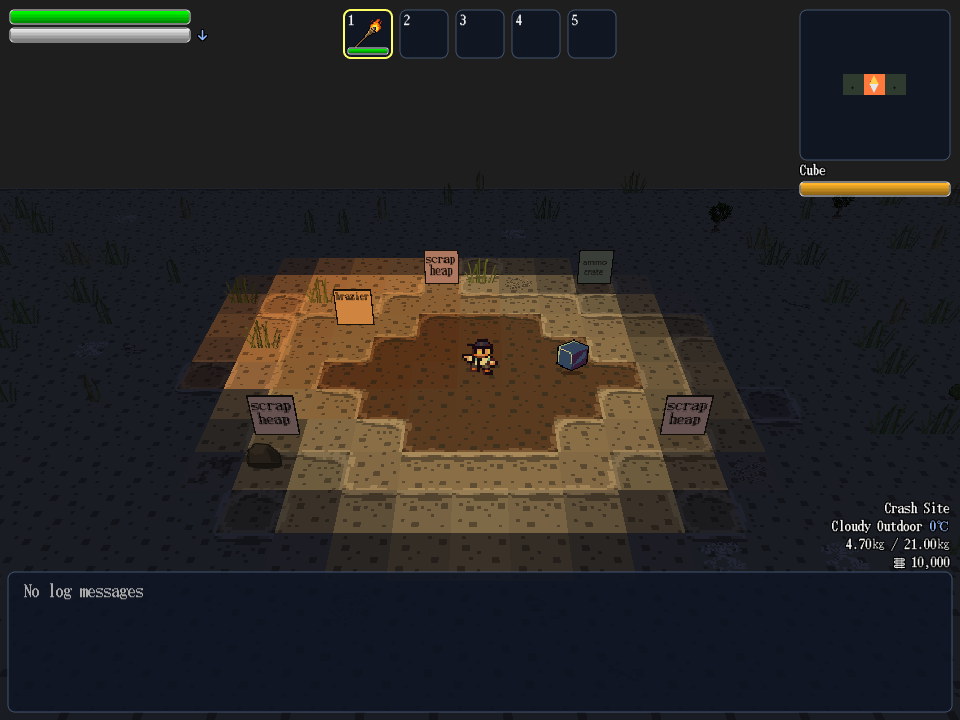 1
2
3
4
5
Cube
scrap
heap
ammo
crate
brazier
scrap
heap
scrap
heap
Crash Site
Cloudy Outdoor 0℃
4.70kg / 21.00kg
10,000
No log messages